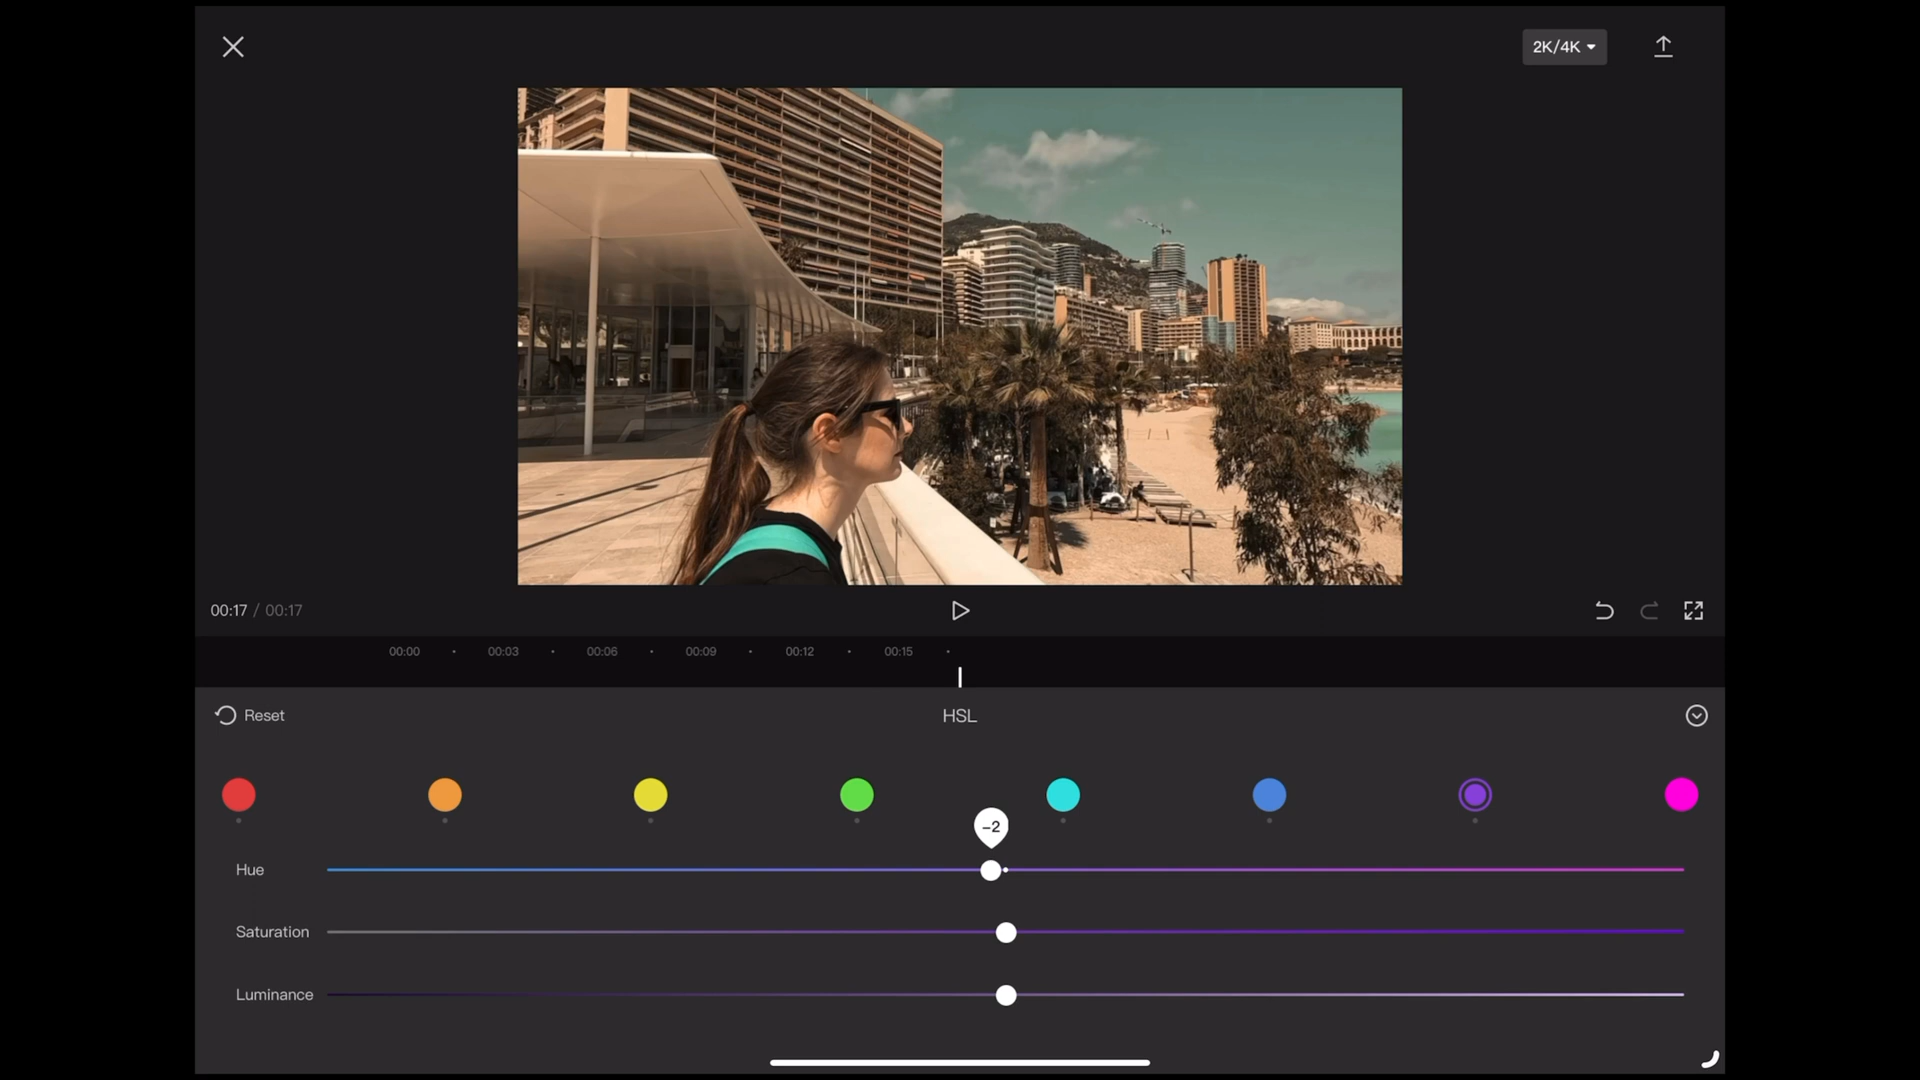 2K/4K
00:17 / 00:17
00:00 · 00:03 · 00:06 · 00:09 · 00:12 · 00:15 ·
Reset
HSL
−2
Hue
Saturation
Luminance